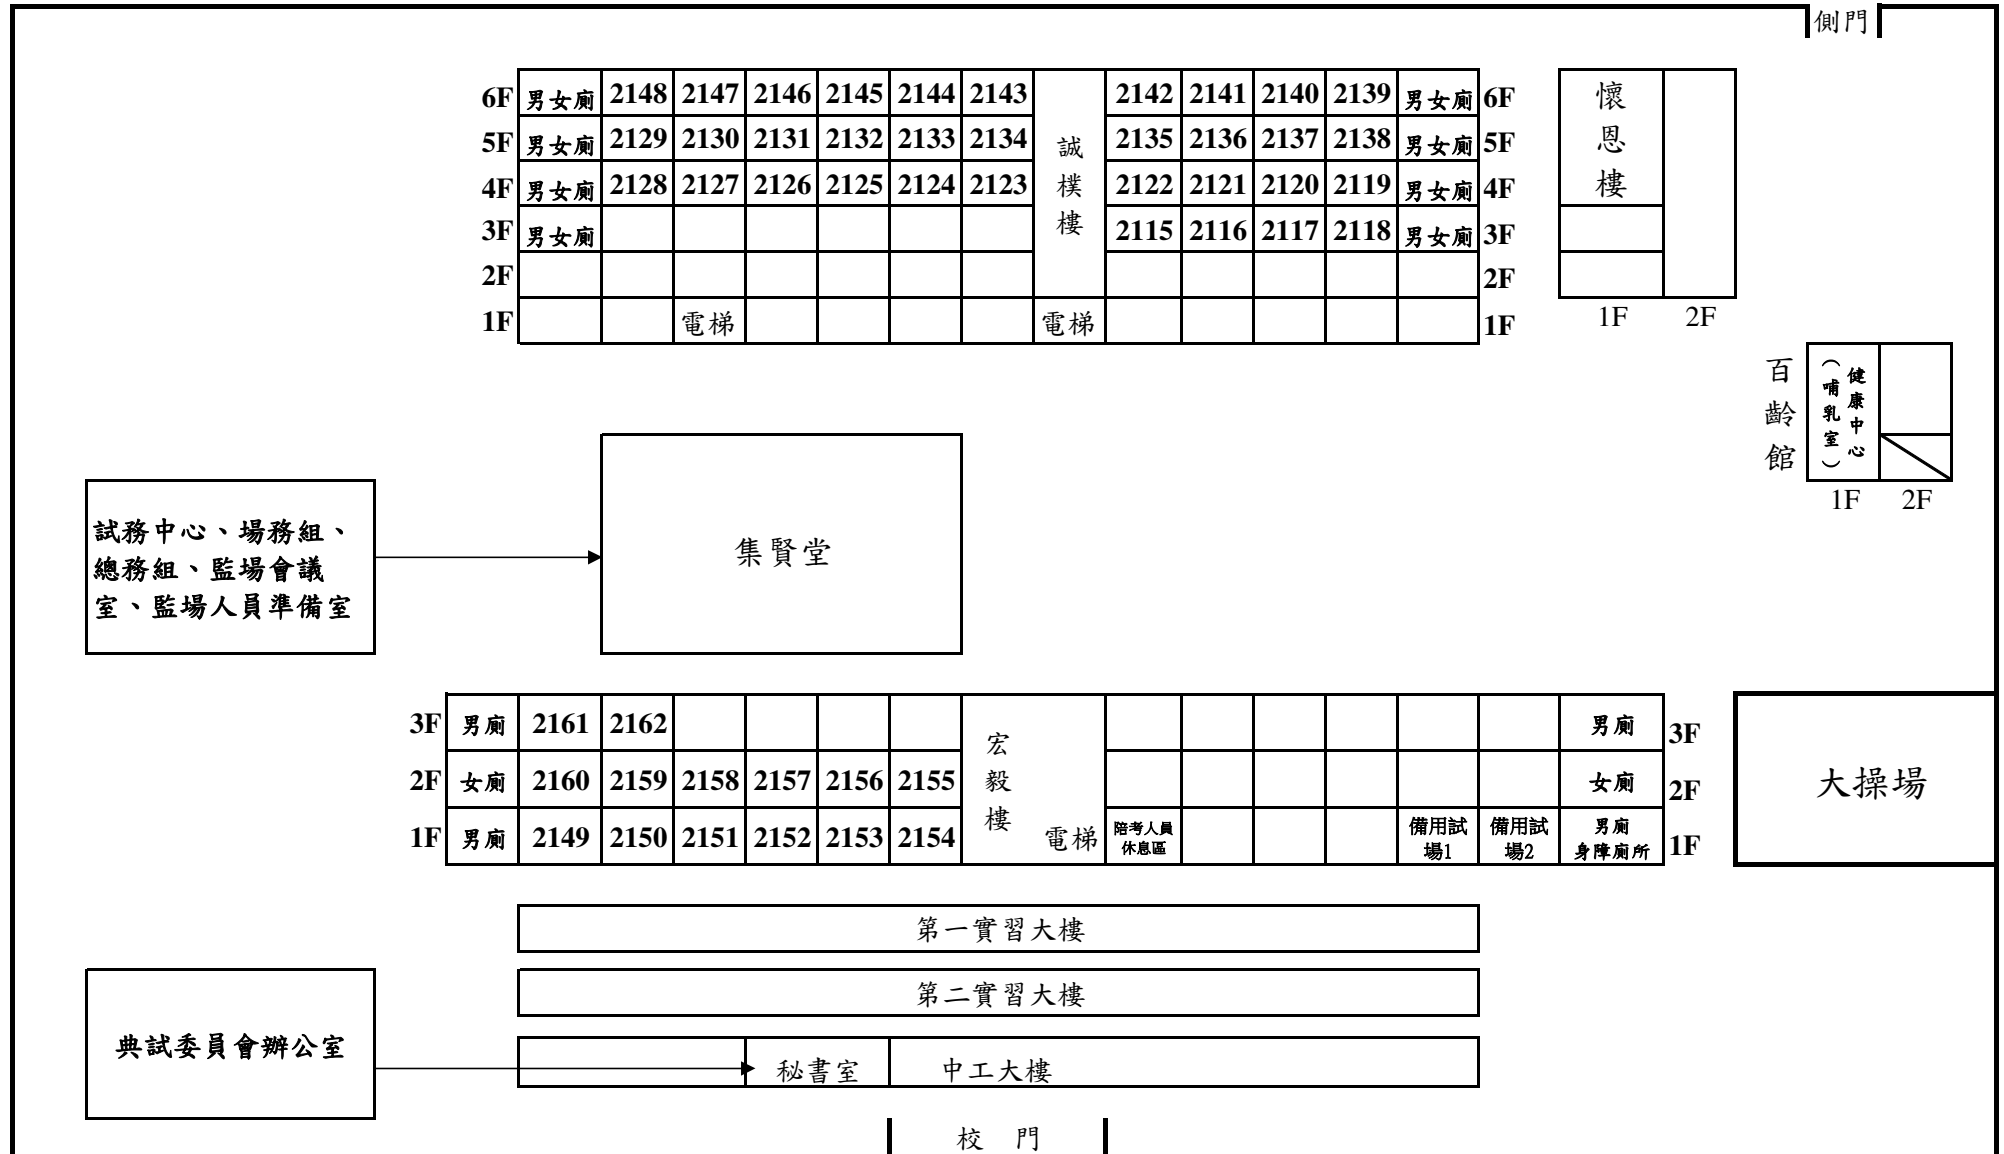 側門
6F 男女廁 2148 2147 2146 2145 2144 2143 2142 2141 2140 2139 男女廁 6F
5F 男女廁 2129 2130 2131 2132 2133 2134 2135 2136 2137 2138 男女廁 5F
4F 男女廁 2128 2127 2126 2125 2124 2123 2122 2121 2120 2119 男女廁 4F
3F 男女廁 2115 2116 2117 2118 男女廁 3F
2F 2F
1F 電梯 電梯 1F
誠樸樓
懷恩樓
1F 2F
百齡館
健康中心
（哺乳室）
1F 2F
試務中心、場務組、
總務組、監場會議
室、監場人員準備室
集賢堂
3F 男廁 2161 2162 男廁 3F
2F 女廁 2160 2159 2158 2157 2156 2155 女廁 2F
1F 男廁 2149 2150 2151 2152 2153 2154 電梯 陪考人員 備用試 備用試 男廁 1F
休息區 場1 場2 身障廁所
宏毅樓
大操場
第一實習大樓
第二實習大樓
典試委員會辦公室
秘書室 中工大樓
校 門